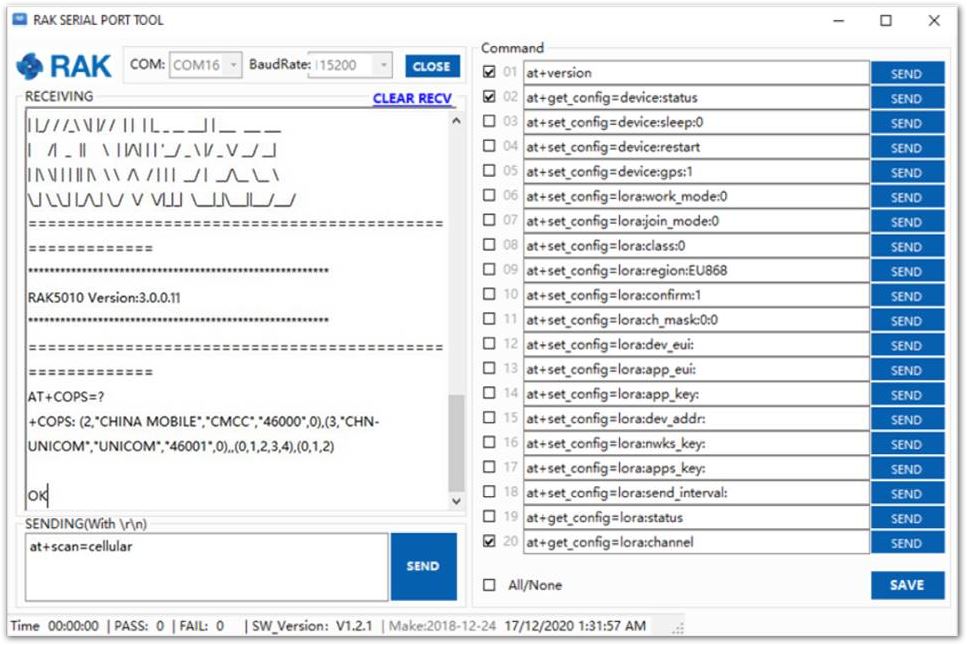 RAK SERIAL PORT TOOL
RAK
COM: COM16 BaudRate: 115200 CLOSE
RECEIVING CLEAR RECV
===============================================
=============
*********************************************************
RAK5010 Version:3.0.0.11
*********************************************************
===============================================
=============
AT+COPS=?
+COPS: (2,"CHINA MOBILE","CMCC","46000",0),(3,"CHN-
UNICOM","UNICOM","46001",0),,(0,1,2,3,4),(0,1,2)
OK
SENDING(With \r\n)
at+scan=cellular
SEND
Command
01 at+version SEND
02 at+get_config=device:status SEND
03 at+set_config=device:sleep:0 SEND
04 at+set_config=device:restart SEND
05 at+set_config=device:gps:1 SEND
06 at+set_config=lora:work_mode:0 SEND
07 at+set_config=lora:join_mode:0 SEND
08 at+set_config=lora:class:0 SEND
09 at+set_config=lora:region:EU868 SEND
10 at+set_config=lora:confirm:1 SEND
11 at+set_config=lora:ch_mask:0:0 SEND
12 at+set_config=lora:dev_eui: SEND
13 at+set_config=lora:app_eui: SEND
14 at+set_config=lora:app_key: SEND
15 at+set_config=lora:dev_addr: SEND
16 at+set_config=lora:nwks_key: SEND
17 at+set_config=lora:apps_key: SEND
18 at+set_config=lora:send_interval: SEND
19 at+get_config=lora:status SEND
20 at+get_config=lora:channel SEND
All/None SAVE
Time 00:00:00 | PASS: 0 | FAIL: 0 | SW_Version: V1.2.1 | Make:2018-12-24 17/12/2020 1:31:57 AM